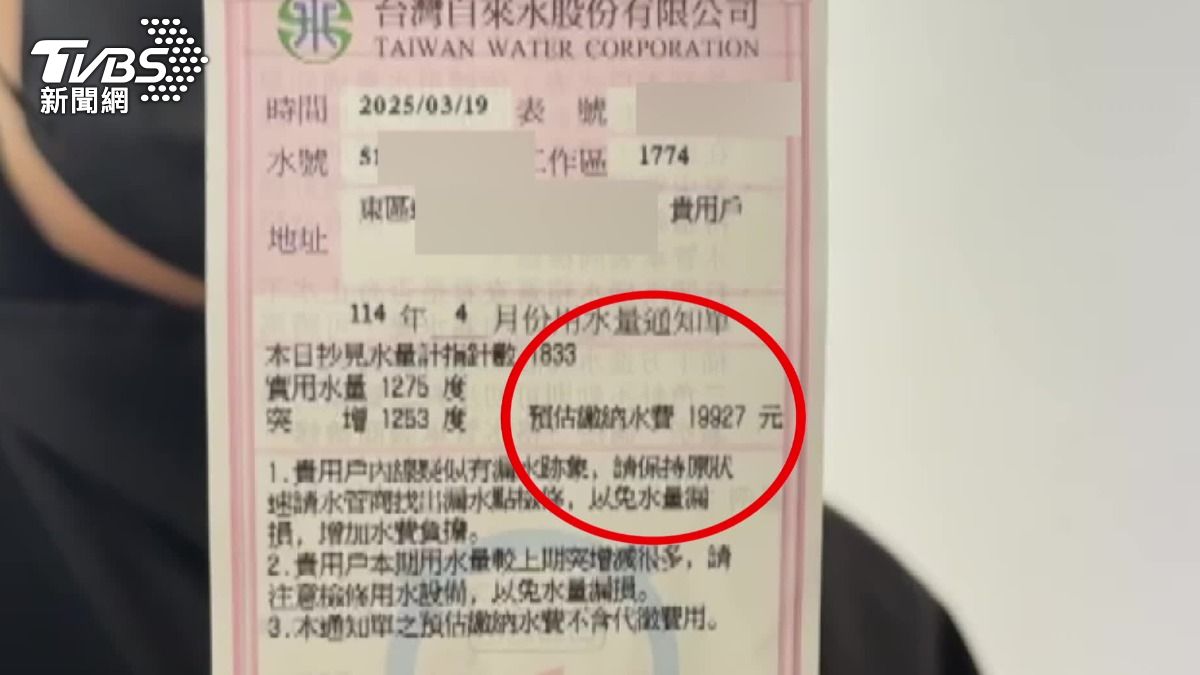 TVBS
新聞網
台灣自來水股份有限公司
TAIWAN WATER CORPORATION
時間 2025/03/19 表 號
水號 51 工作區 1774
東區 貴用戶
地址
114 年 4 月份用水量通知單
本日抄見水量計指針數 1833
實用水量 1275 度
突 增 1253 度 預估繳納水費 19927 元
1.貴用戶內線疑似有漏水跡象，請保持原狀
速請水管商找出漏水點檢修，以免水量漏
損，增加水費負擔。
2.貴用戶本期用水量較上期突增減很多，請
注意檢修用水設備，以免水量漏損。
3.本通知單之預估繳納水費不含代徵費用。